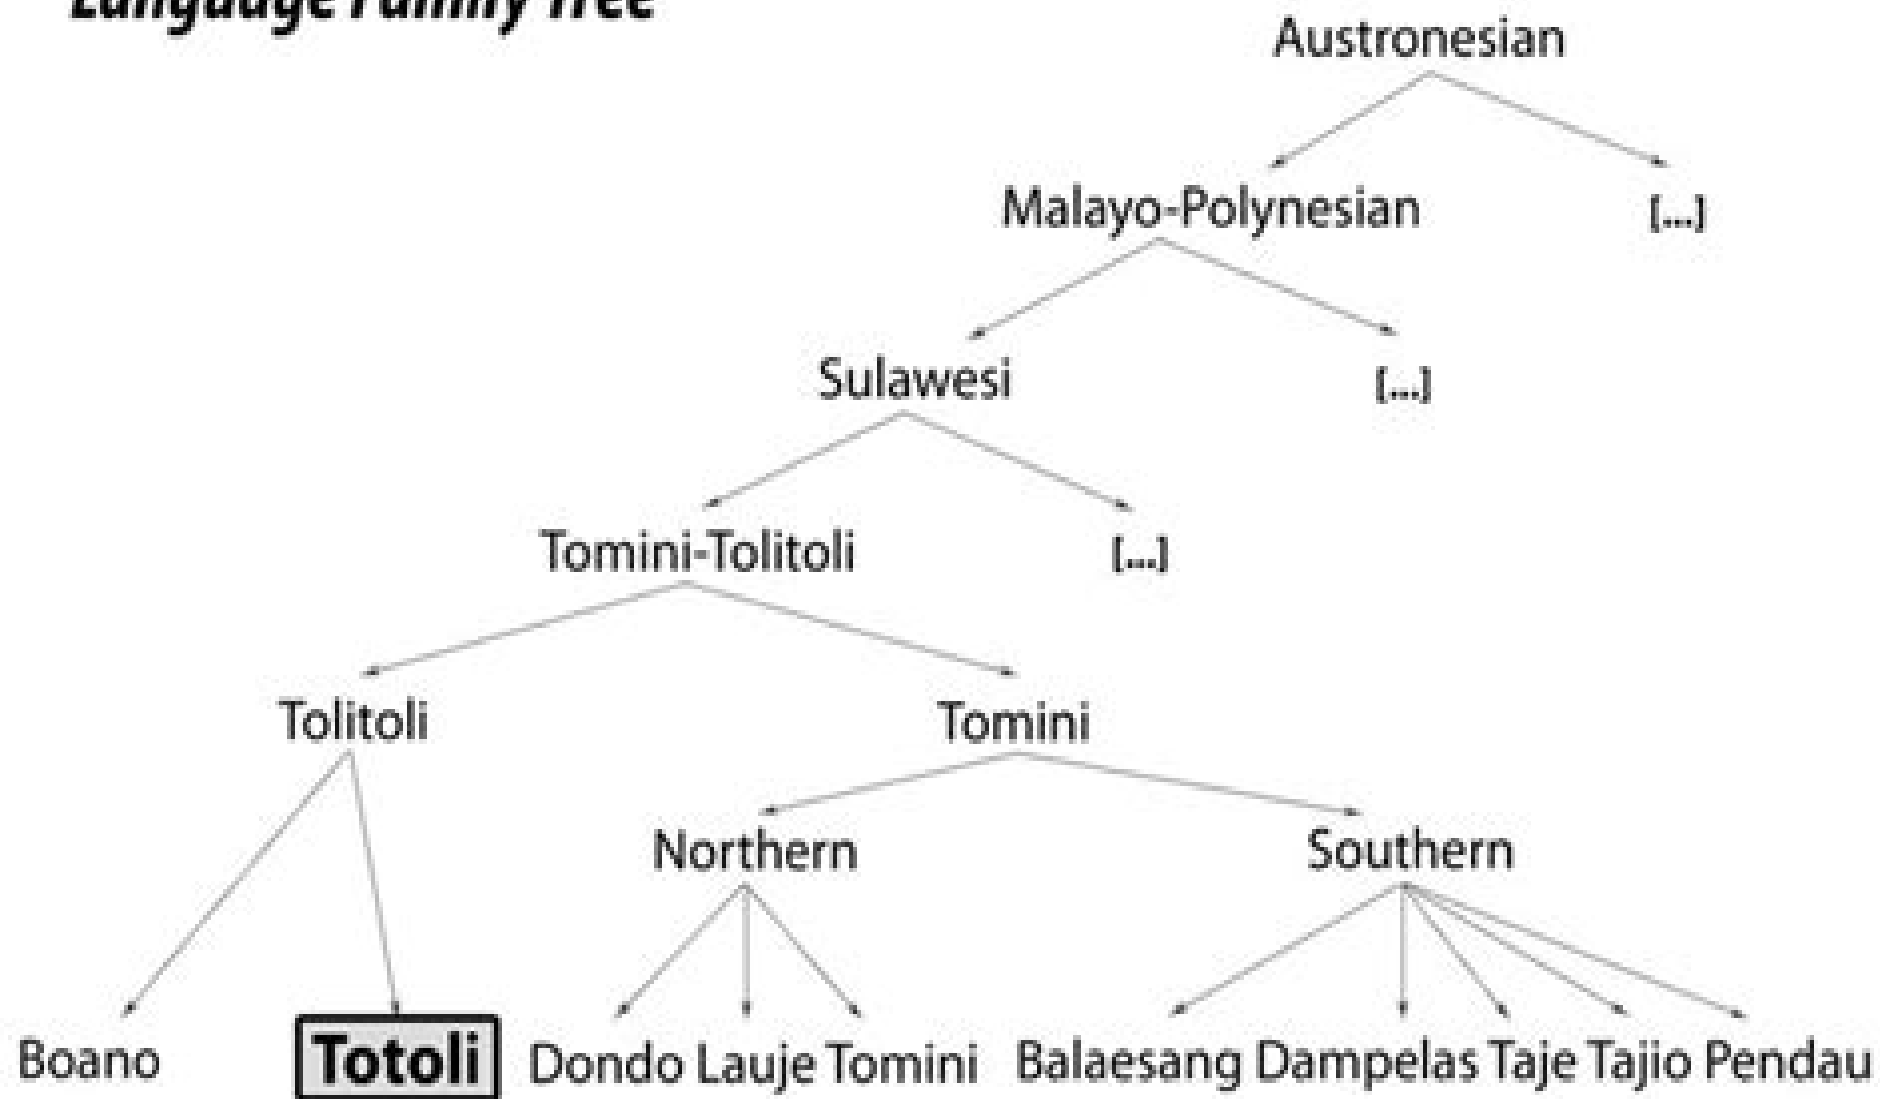 Language Family Tree
Austronesian
Malayo-Polynesian [...]
Sulawesi [...]
Tomini-Tolitoli [...]
Tolitoli Tomini
Northern Southern
Boano Totoli Dondo Lauje Tomini Balaesang Dampelas Taje Tajio Pendau